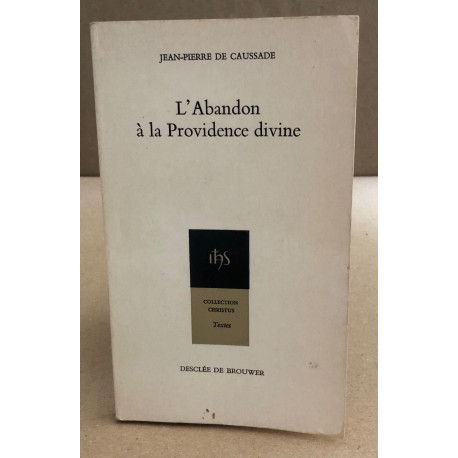 JEAN-PIERRE DE CAUSSADE
L'Abandon
à la Providence divine
ihs
COLLECTION
CHRISTUS
Textes
DESCLÉE DE BROUWER